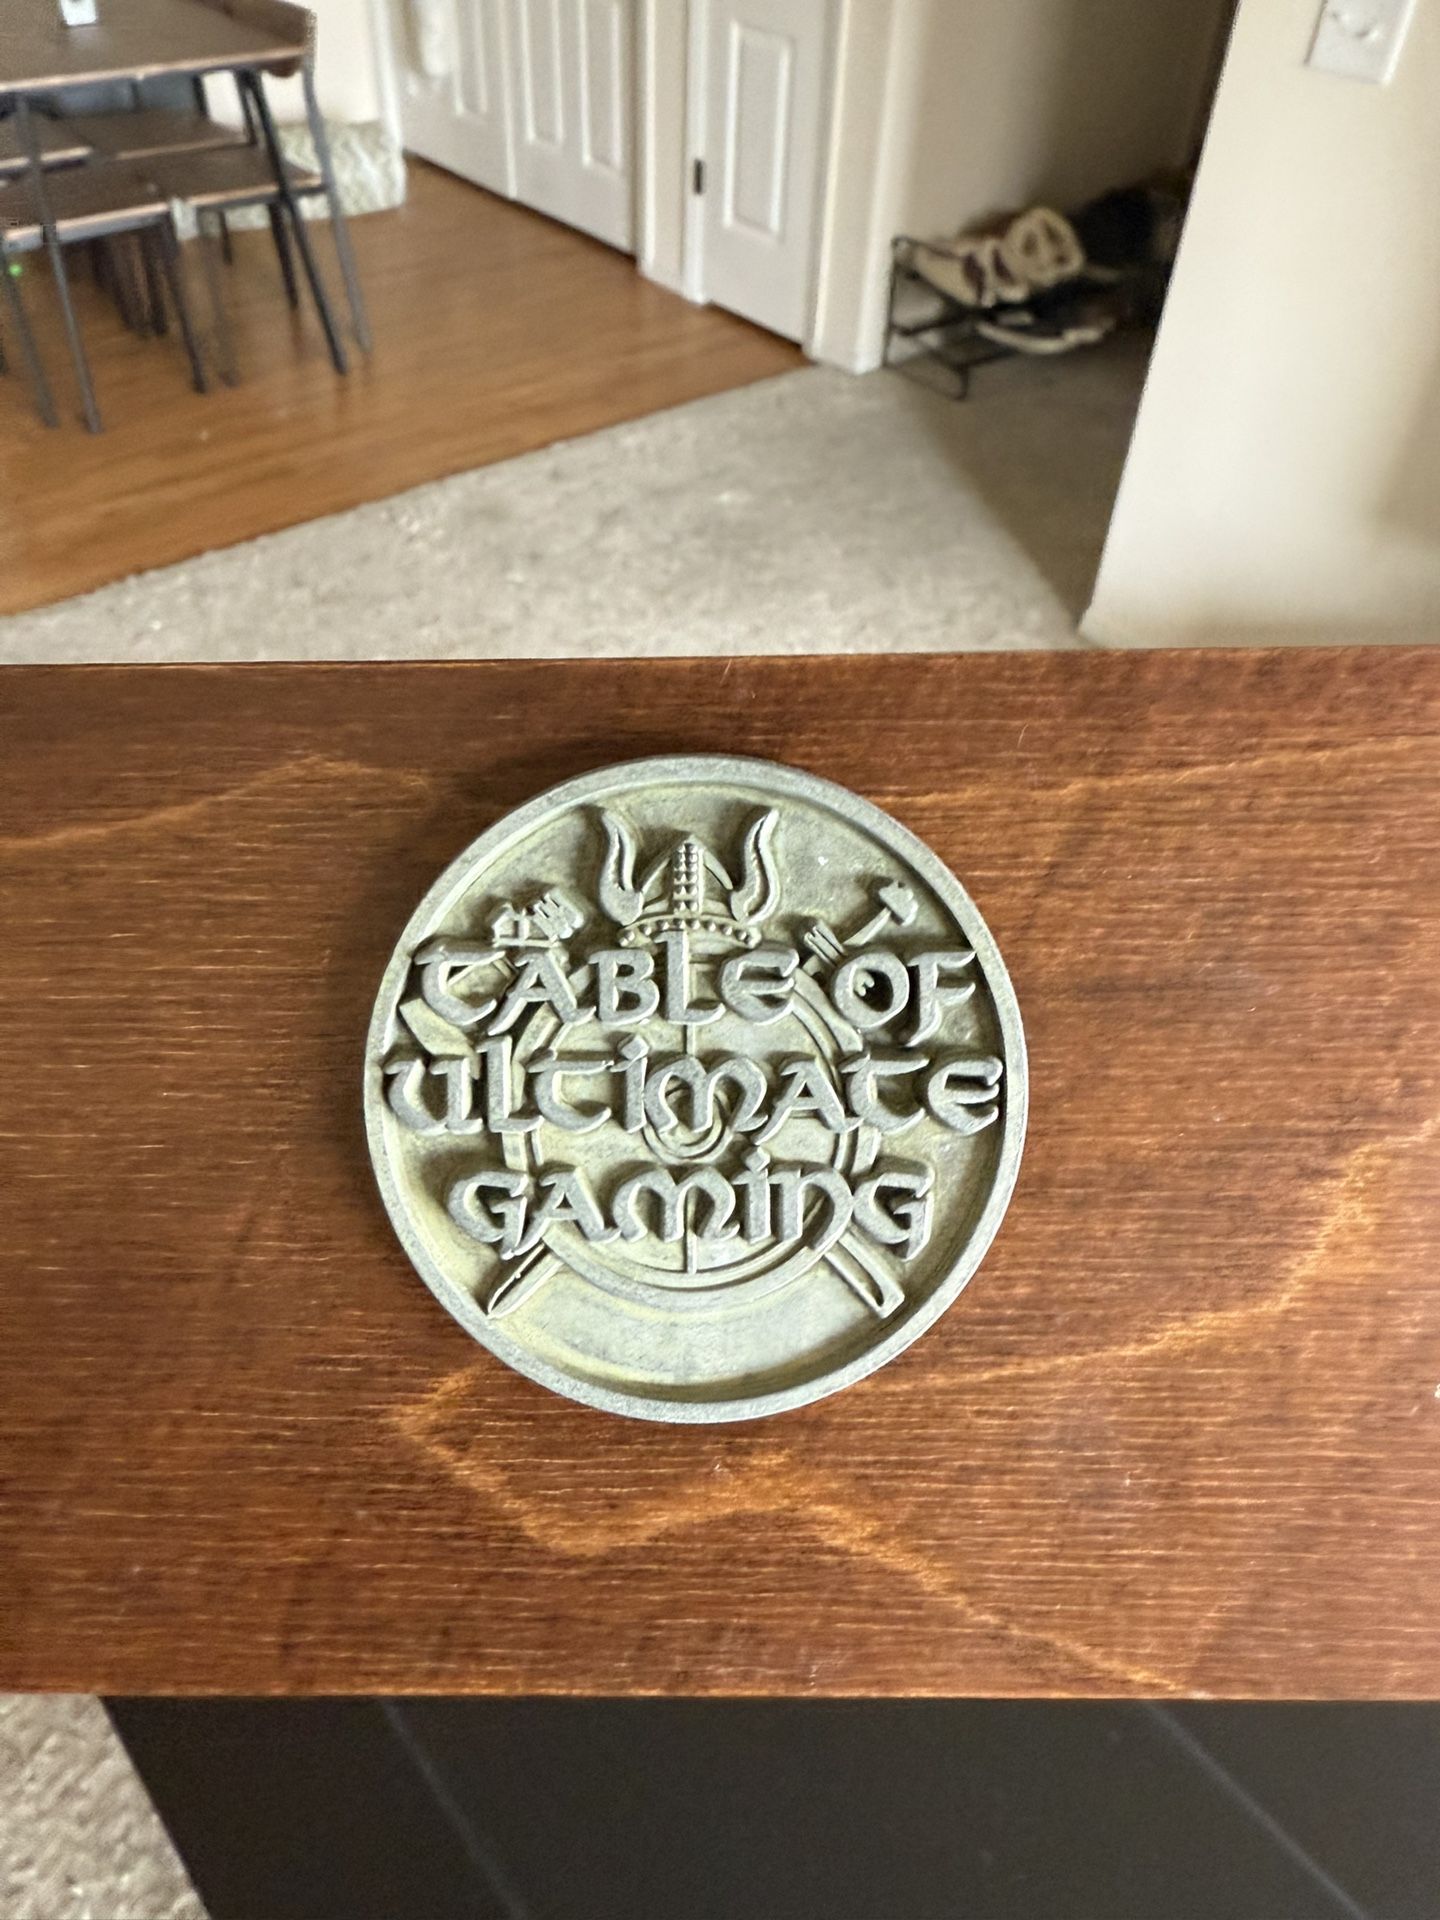 TABLE OF
ULTIMATE
GAMING